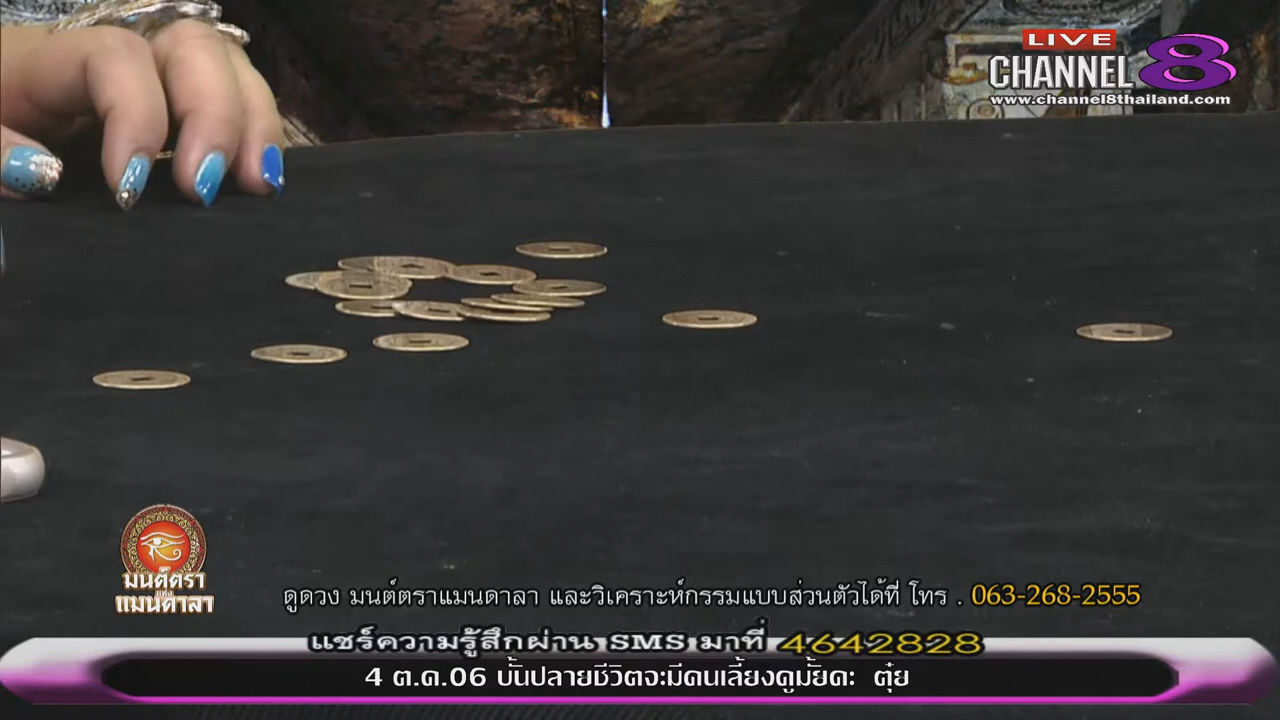 LIVE
CHANNEL 8
www.channel8thailand.com
มนต์ตรา
แห่ง
แมนดาลา
ดูดวง มนต์ตราแมนดาลา และวิเคราะห์กรรมแบบส่วนตัวได้ที่ โทร . 063-268-2555
แชร์ความรู้สึกผ่าน SMS มาที่ 4642828
4 ต.ค.06 บั้นปลายชีวิตจะมีคนเลี้ยงดูมั้ยคะ ตุ๋ย